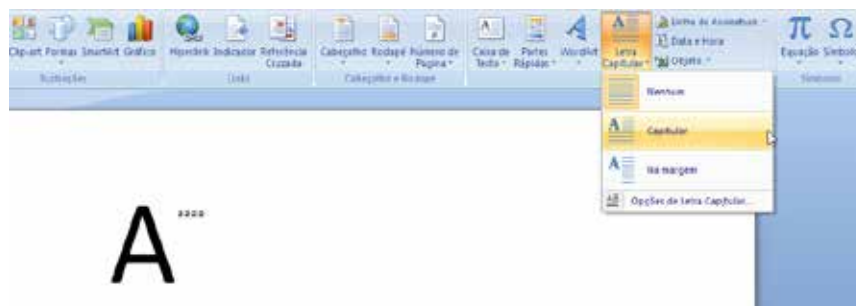 Clip-art Formas SmartArt Gráfico
Ilustrações
Hiperlink Indicador Referência Cruzada
Links
Cabeçalho Rodapé Número de Página
Cabeçalho e Rodapé
Caixa de Texto Partes Rápidas WordArt Letra Capitular
Linha de Assinatura
Data e Hora
Objeto
Equação Símbolo
Símbolos
Nenhum
Capitular
Na margem
Opções de Letra Capitular...
A